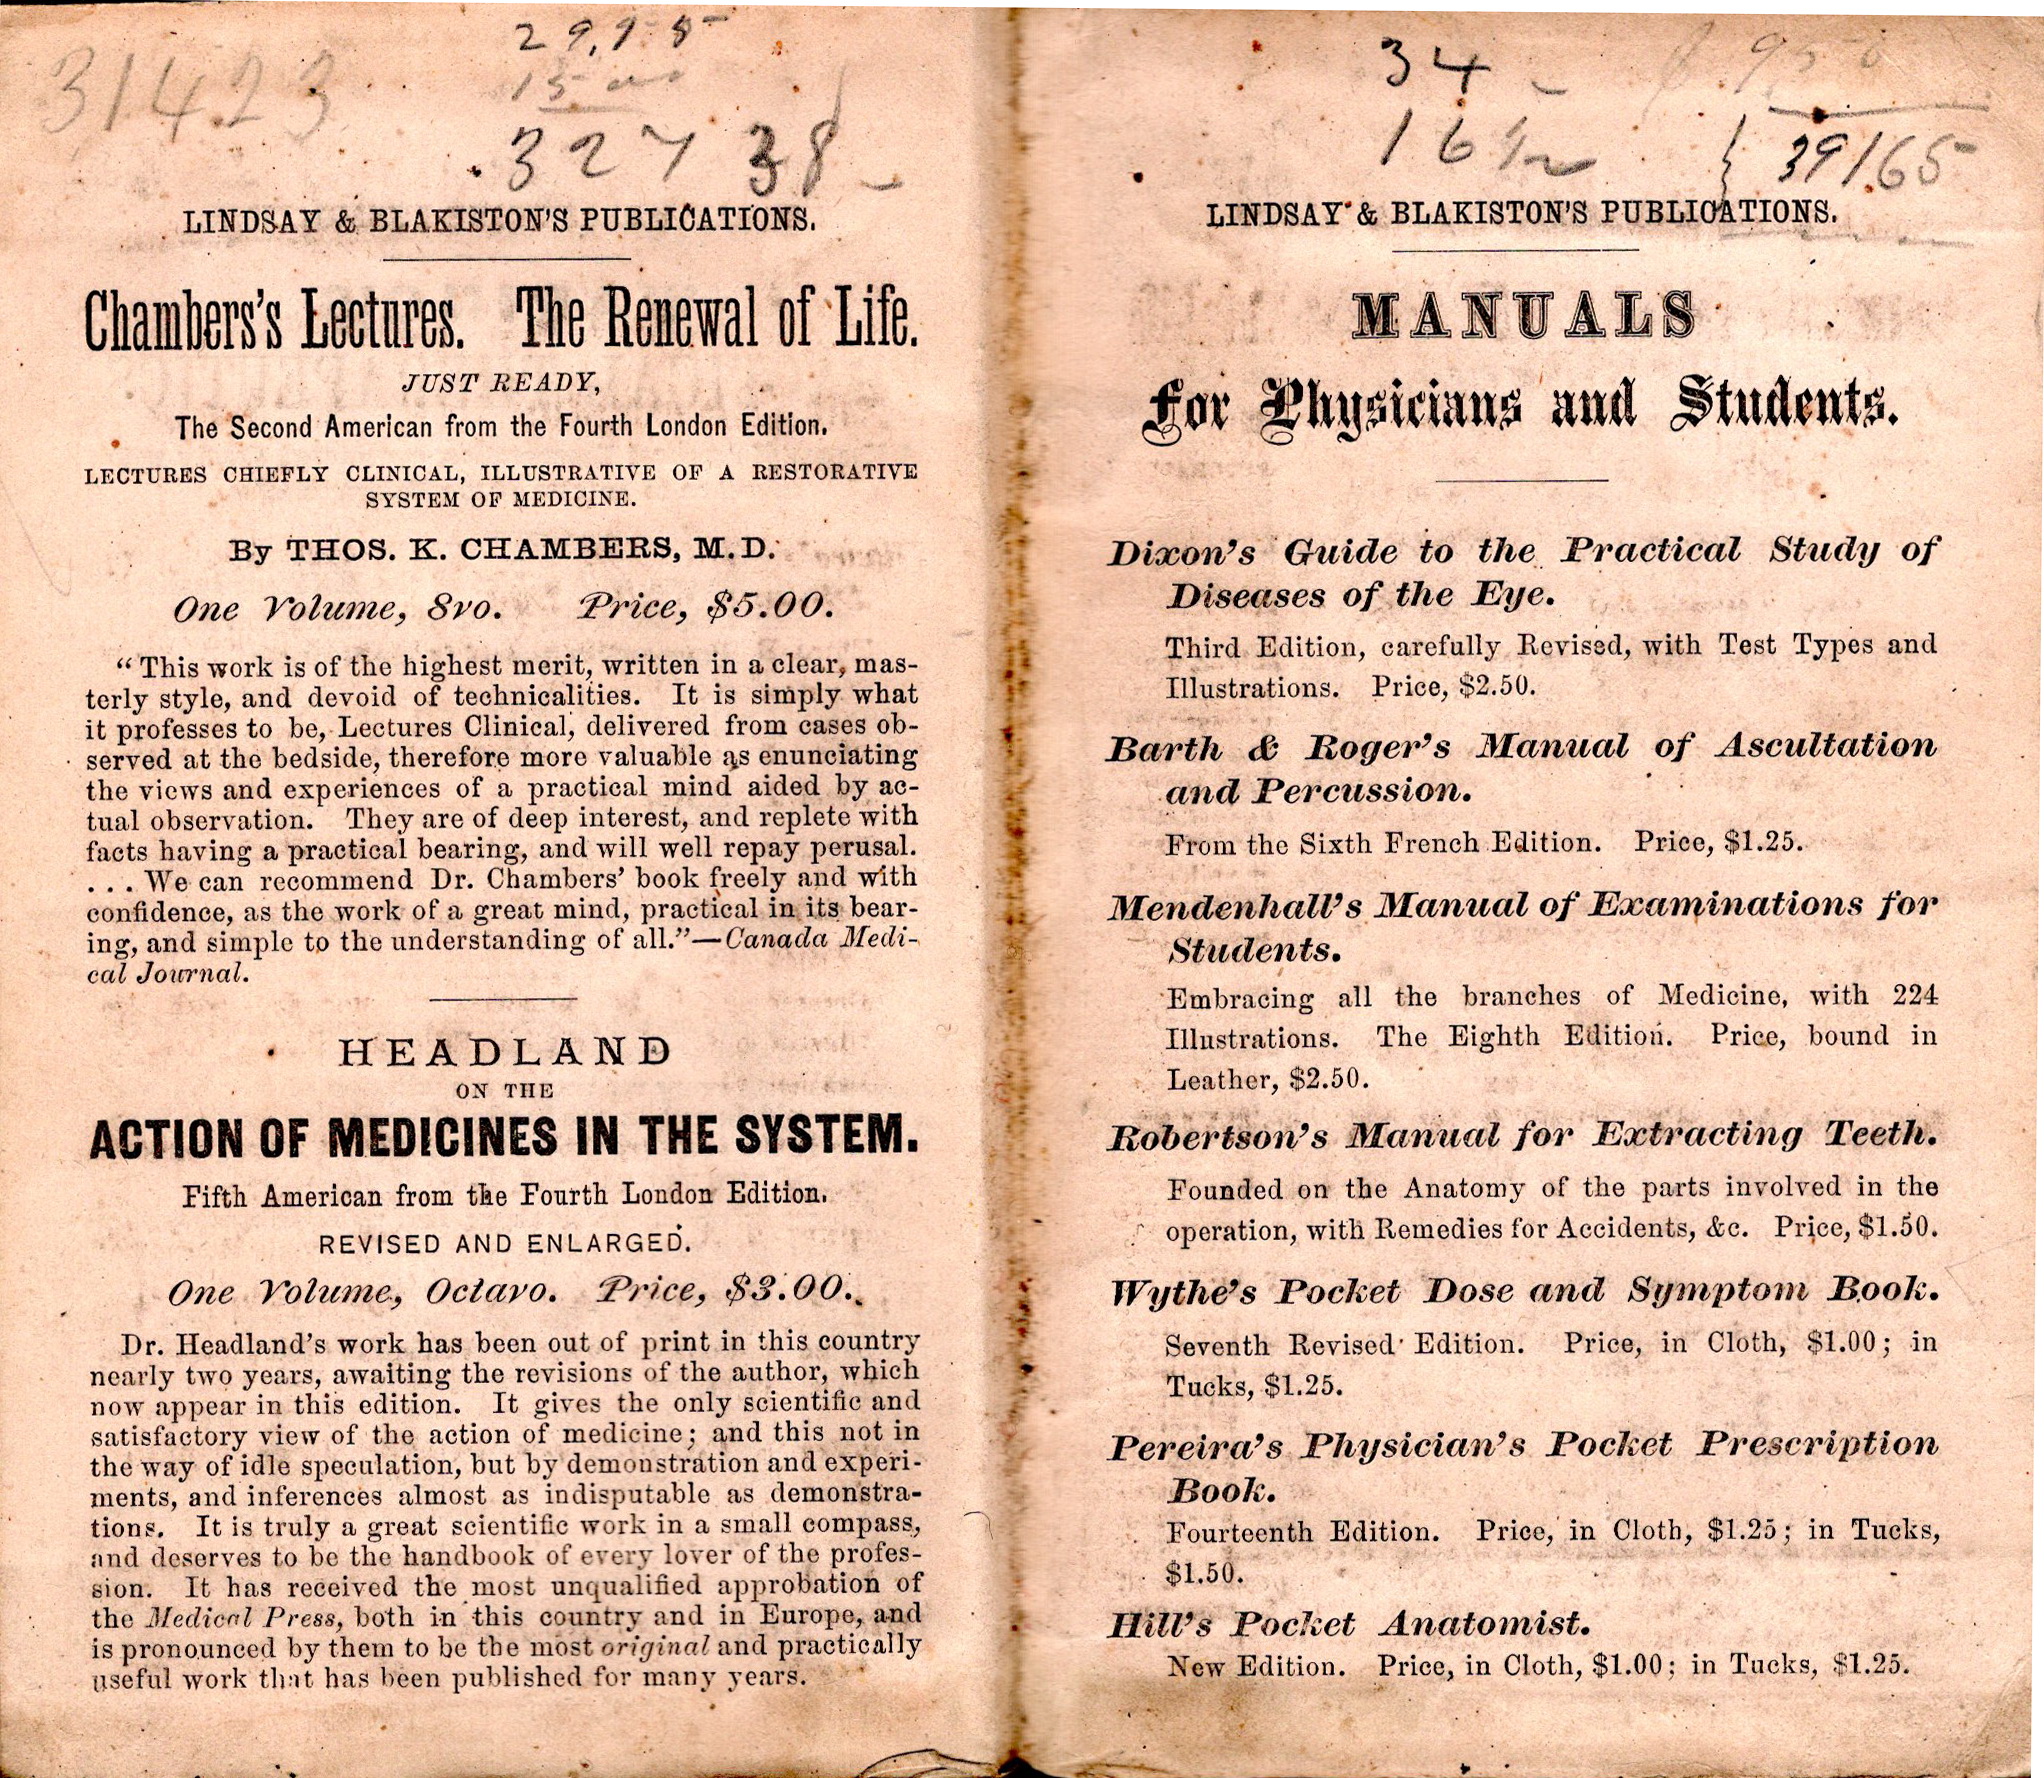 31423
327 38
LINDSAY & BLAKISTON'S PUBLICATIONS.
Chambers's Lectures. The Renewal of Life.
JUST READY,
The Second American from the Fourth London Edition.
LECTURES CHIEFLY CLINICAL, ILLUSTRATIVE OF A RESTORATIVE
SYSTEM OF MEDICINE.
By THOS. K. CHAMBERS, M.D.
One Volume, 8vo. Price, $5.00.
"This work is of the highest merit, written in a clear, mas-
terly style, and devoid of technicalities. It is simply what
it professes to be, Lectures Clinical, delivered from cases ob-
served at the bedside, therefore more valuable as enunciating
the views and experiences of a practical mind aided by ac-
tual observation. They are of deep interest, and replete with
facts having a practical bearing, and will well repay perusal.
. . . We can recommend Dr. Chambers' book freely and with
confidence, as the work of a great mind, practical in its bear-
ing, and simple to the understanding of all."—Canada Medi-
cal Journal.
HEADLAND
ON THE
ACTION OF MEDICINES IN THE SYSTEM.
Fifth American from the Fourth London Edition.
REVISED AND ENLARGED.
One Volume, Octavo. Price, $3.00.
Dr. Headland's work has been out of print in this country
nearly two years, awaiting the revisions of the author, which
now appear in this edition. It gives the only scientific and
satisfactory view of the action of medicine; and this not in
the way of idle speculation, but by demonstration and experi-
ments, and inferences almost as indisputable as demonstra-
tions. It is truly a great scientific work in a small compass,
and deserves to be the handbook of every lover of the profes-
sion. It has received the most unqualified approbation of
the Medical Press, both in this country and in Europe, and
is pronounced by them to be the most original and practically
useful work that has been published for many years.
34
39165
LINDSAY & BLAKISTON'S PUBLICATIONS.
MANUALS
For Physicians and Students.
Dixon's Guide to the Practical Study of
Diseases of the Eye.
Third Edition, carefully Revised, with Test Types and
Illustrations. Price, $2.50.
Barth & Roger's Manual of Ascultation
and Percussion.
From the Sixth French Edition. Price, $1.25.
Mendenhall's Manual of Examinations for
Students.
Embracing all the branches of Medicine, with 224
Illustrations. The Eighth Edition. Price, bound in
Leather, $2.50.
Robertson's Manual for Extracting Teeth.
Founded on the Anatomy of the parts involved in the
operation, with Remedies for Accidents, &c. Price, $1.50.
Wythe's Pocket Dose and Symptom Book.
Seventh Revised Edition. Price, in Cloth, $1.00; in
Tucks, $1.25.
Pereira's Physician's Pocket Prescription
Book.
Fourteenth Edition. Price, in Cloth, $1.25; in Tucks,
$1.50.
Hill's Pocket Anatomist.
New Edition. Price, in Cloth, $1.00; in Tucks, $1.25.